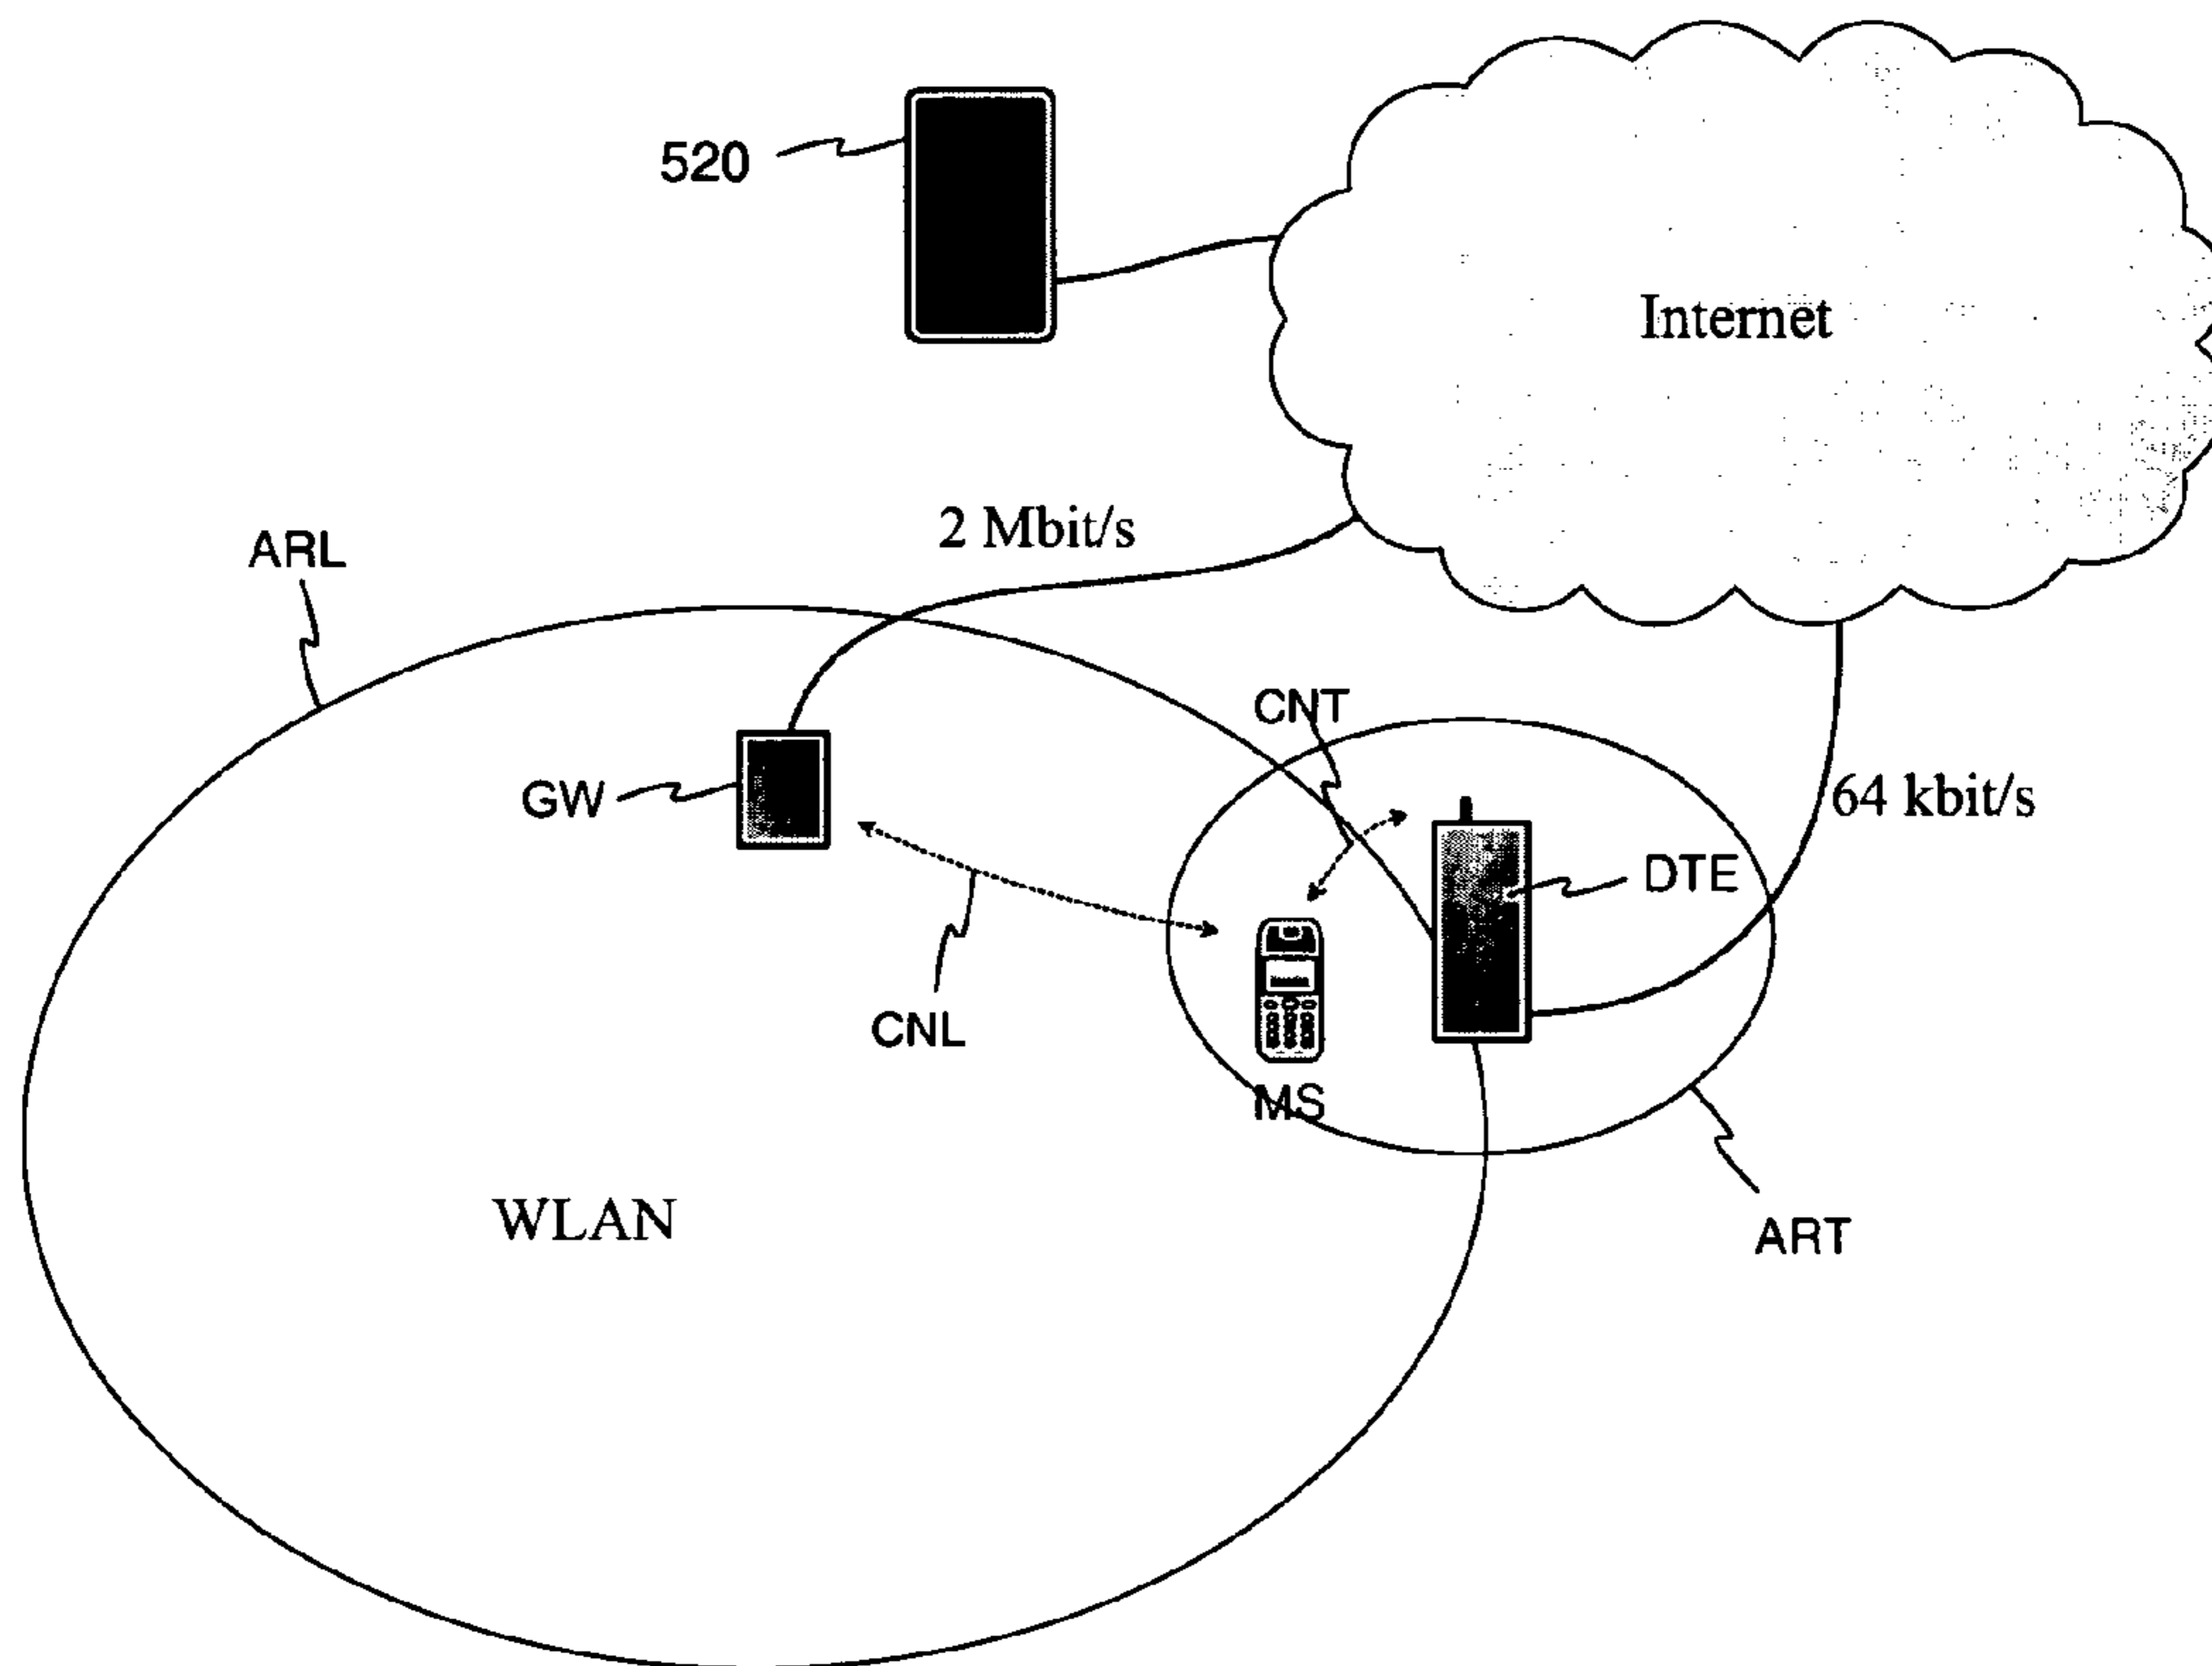 520
Internet
2 Mbit/s
ARL
CNT
GW
64 kbit/s
DTE
CNL
MS
WLAN
ART